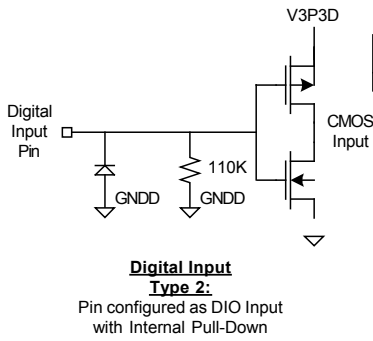 V3P3D
Digital
Input
Pin
CMOS
Input
110K
GNDD
GNDD
Digital Input
Type 2:
Pin configured as DIO Input
with Internal Pull-Down